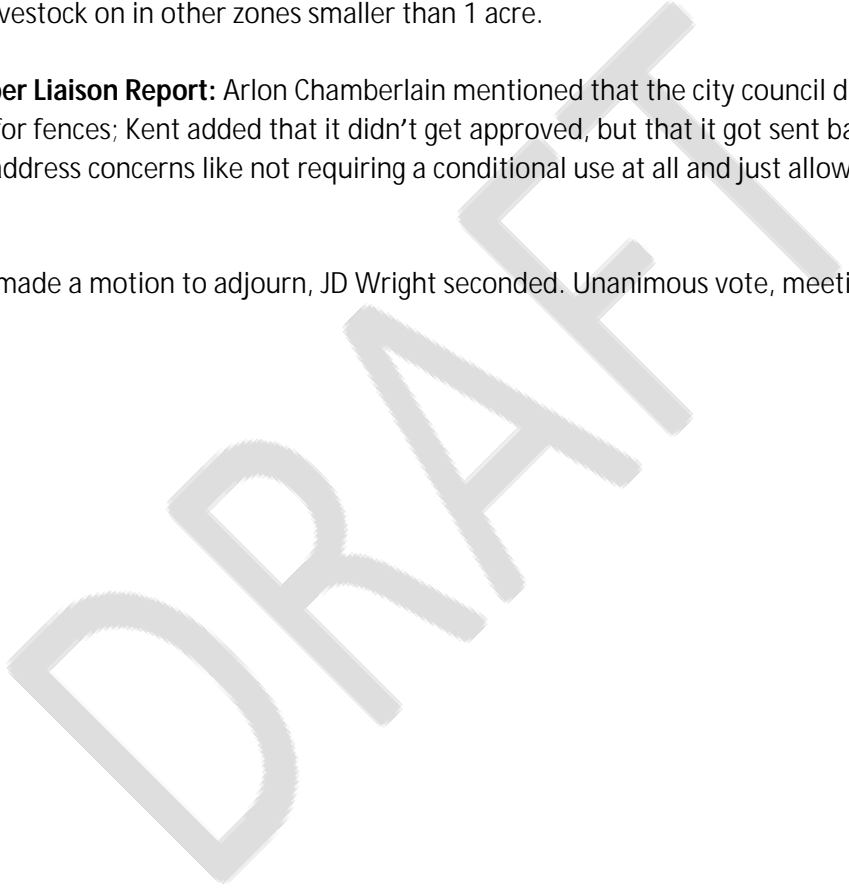 vestock on in other zones smaller than 1 acre.
er Liaison Report: Arlon Chamberlain mentioned that the city council d
for fences; Kent added that it didn't get approved, but that it got sent ba
address concerns like not requiring a conditional use at all and just allow
made a motion to adjourn, JD Wright seconded. Unanimous vote, meeti
DRAFT